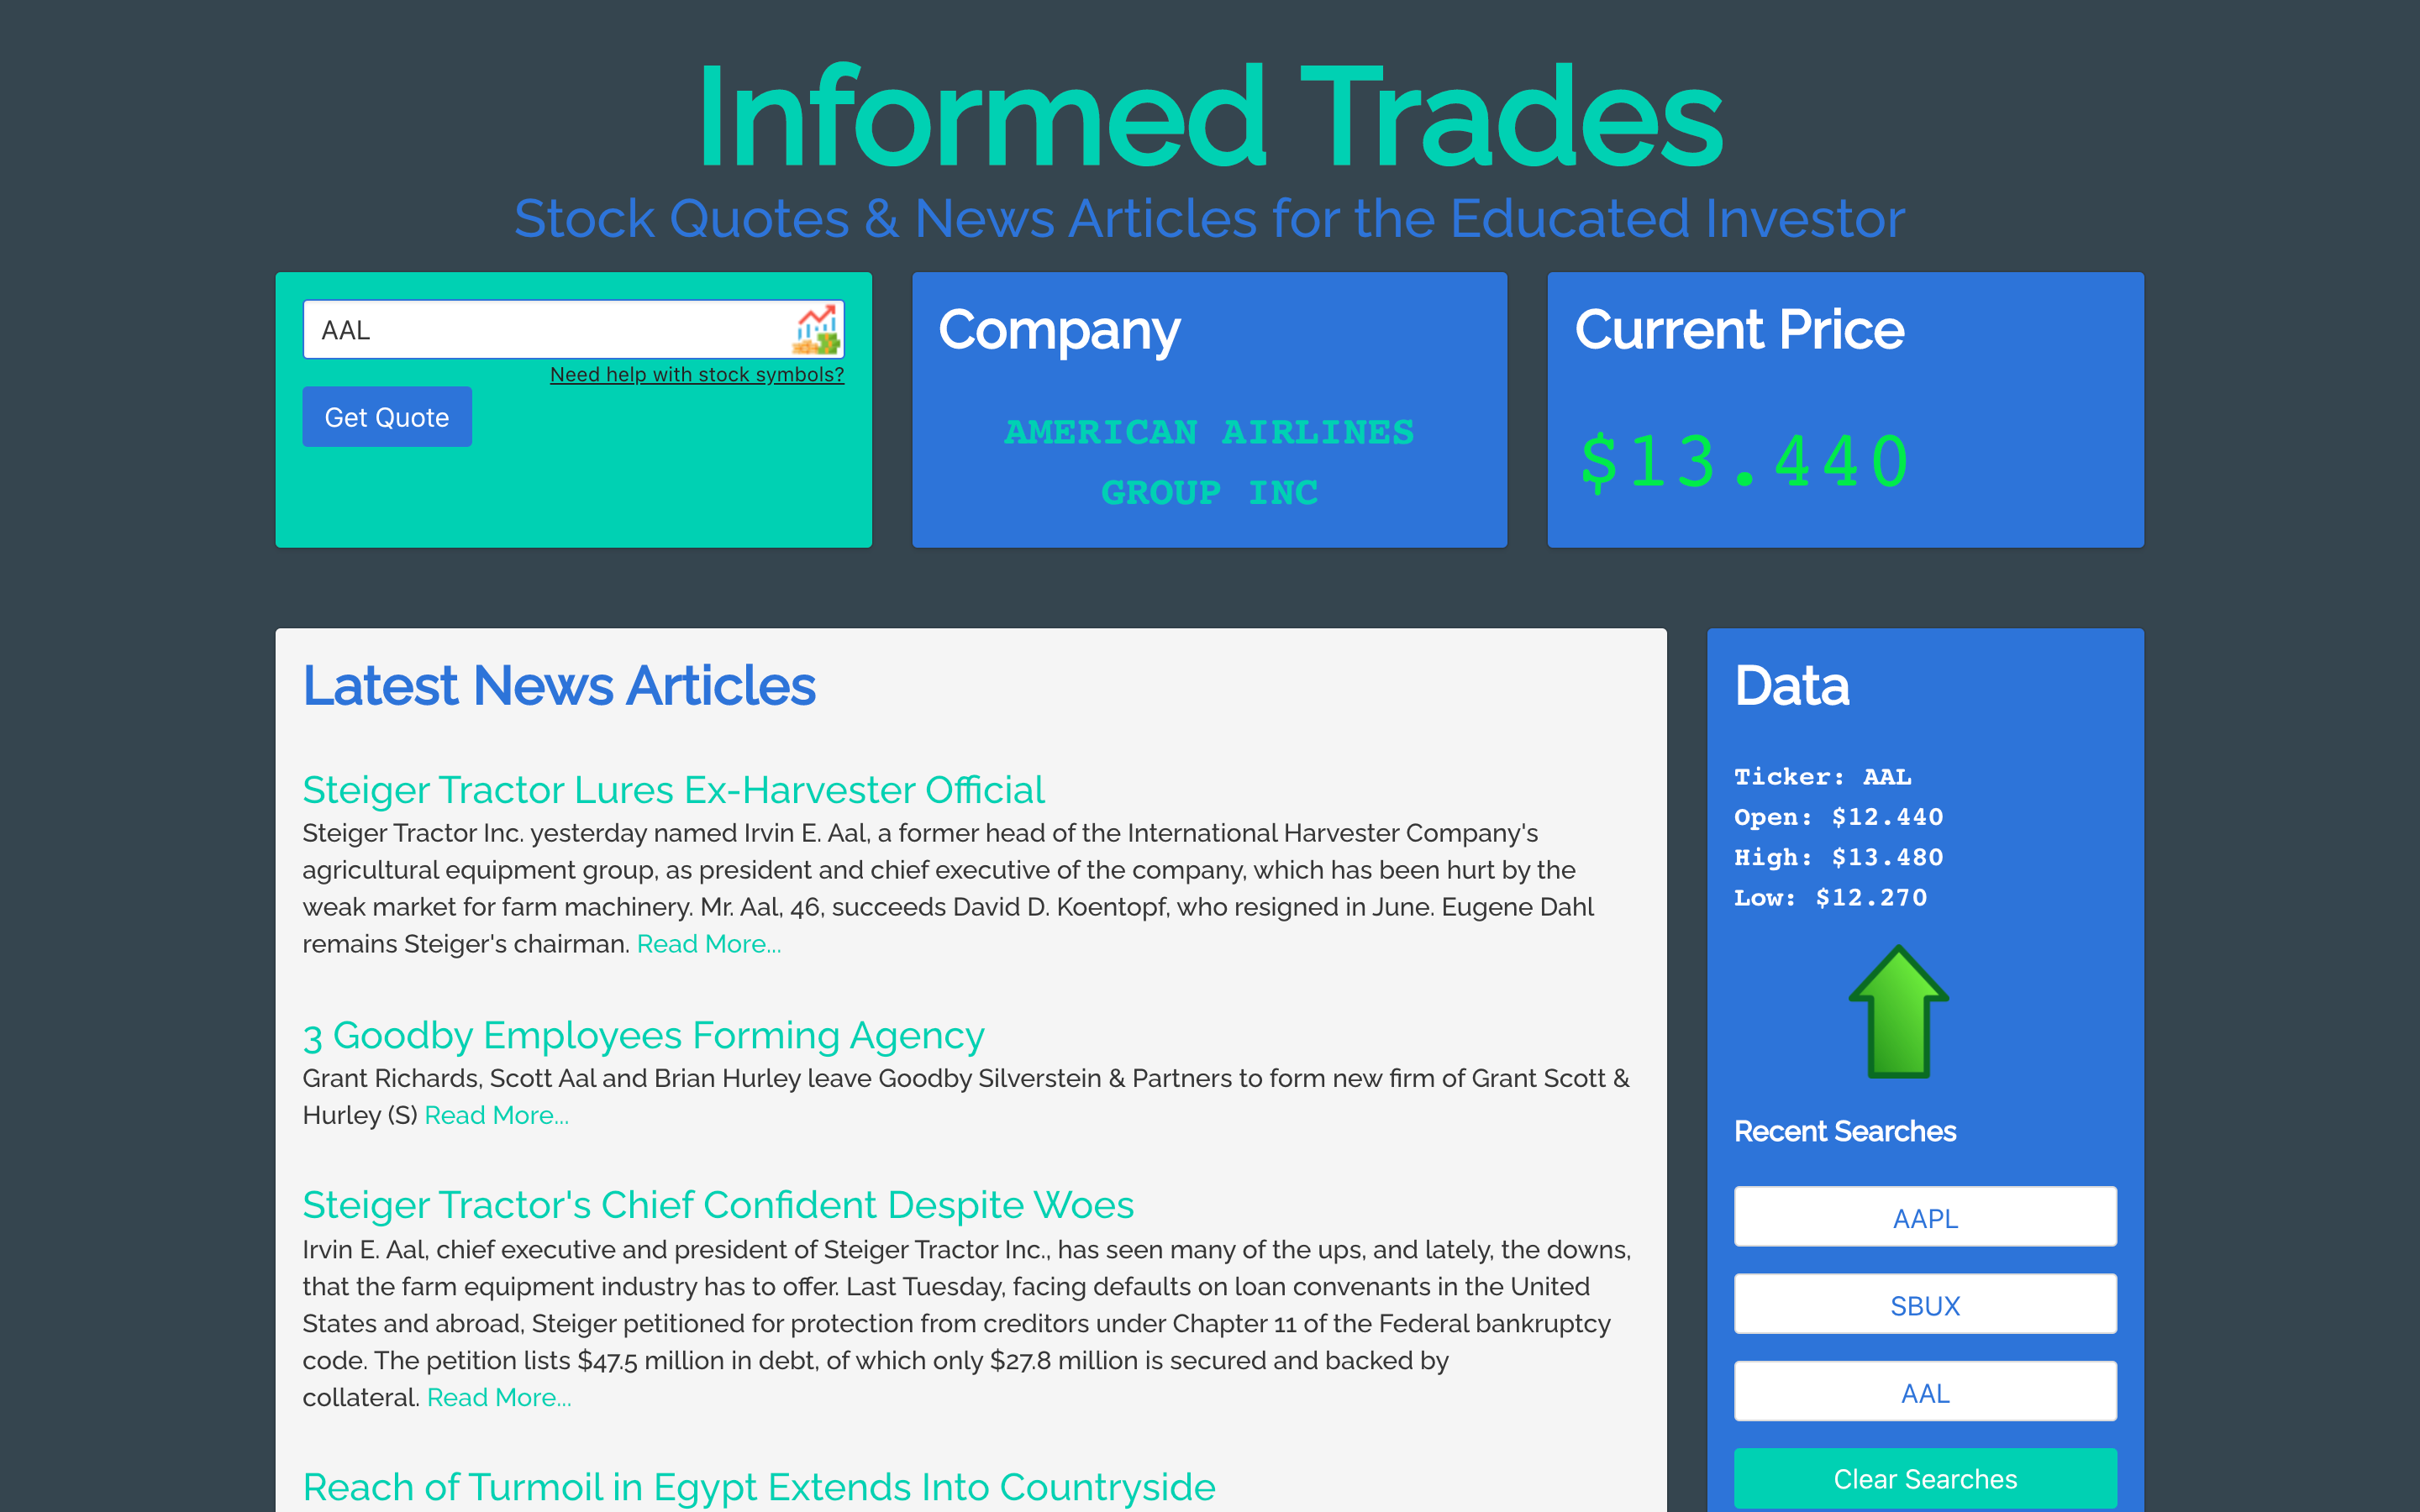 Informed Trades
Stock Quotes & News Articles for the Educated Investor
AAL
Need help with stock symbols?
Get Quote
Company
AMERICAN AIRLINES
GROUP INC
Current Price
$13.440
Latest News Articles
Steiger Tractor Lures Ex-Harvester Official
Steiger Tractor Inc. yesterday named Irvin E. Aal, a former head of the International Harvester Company's
agricultural equipment group, as president and chief executive of the company, which has been hurt by the
weak market for farm machinery. Mr. Aal, 46, succeeds David D. Koentopf, who resigned in June. Eugene Dahl
remains Steiger's chairman. Read More...
3 Goodby Employees Forming Agency
Grant Richards, Scott Aal and Brian Hurley leave Goodby Silverstein & Partners to form new firm of Grant Scott &
Hurley (S) Read More...
Steiger Tractor's Chief Confident Despite Woes
Irvin E. Aal, chief executive and president of Steiger Tractor Inc., has seen many of the ups, and lately, the downs,
that the farm equipment industry has to offer. Last Tuesday, facing defaults on loan convenants in the United
States and abroad, Steiger petitioned for protection from creditors under Chapter 11 of the Federal bankruptcy
code. The petition lists $47.5 million in debt, of which only $27.8 million is secured and backed by
collateral. Read More...
Reach of Turmoil in Egypt Extends Into Countryside
Data
Ticker: AAL
Open: $12.440
High: $13.480
Low: $12.270
Recent Searches
AAPL
SBUX
AAL
Clear Searches